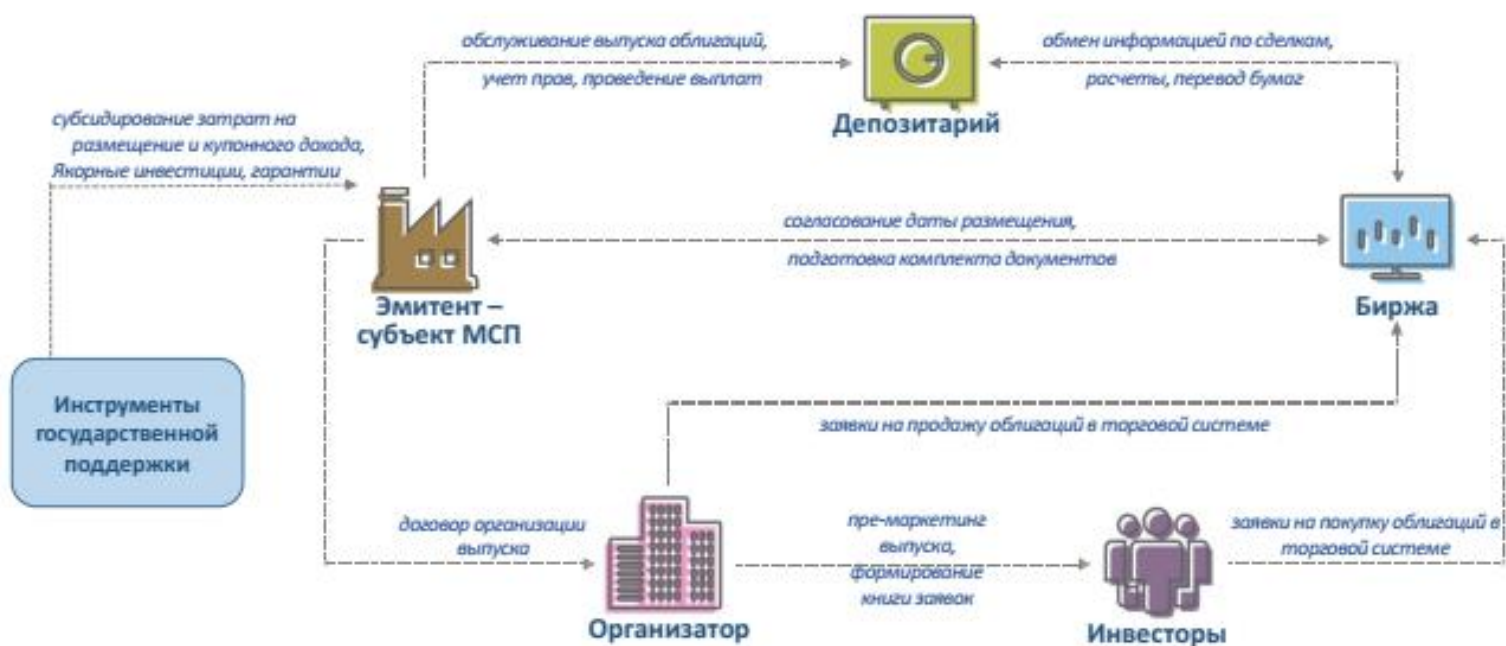 обслуживание выпуска облигаций,
учет прав, проведение выплат
обмен информацией по сделкам,
расчеты, перевод бумаг
Депозитарий
субсидирование затрат на
размещение и купонного дохода,
Якорные инвестиции, гарантии
согласование даты размещения,
подготовка комплекта документов
Эмитент –
субъект МСП
Биржа
Инструменты
государственной
поддержки
заявки на продажу облигаций в торговой системе
договор организации
выпуска
пре-маркетинг
выпуска,
формирование
книги заявок
заявки на покупку облигаций в
торговой системе
Организатор
Инвесторы